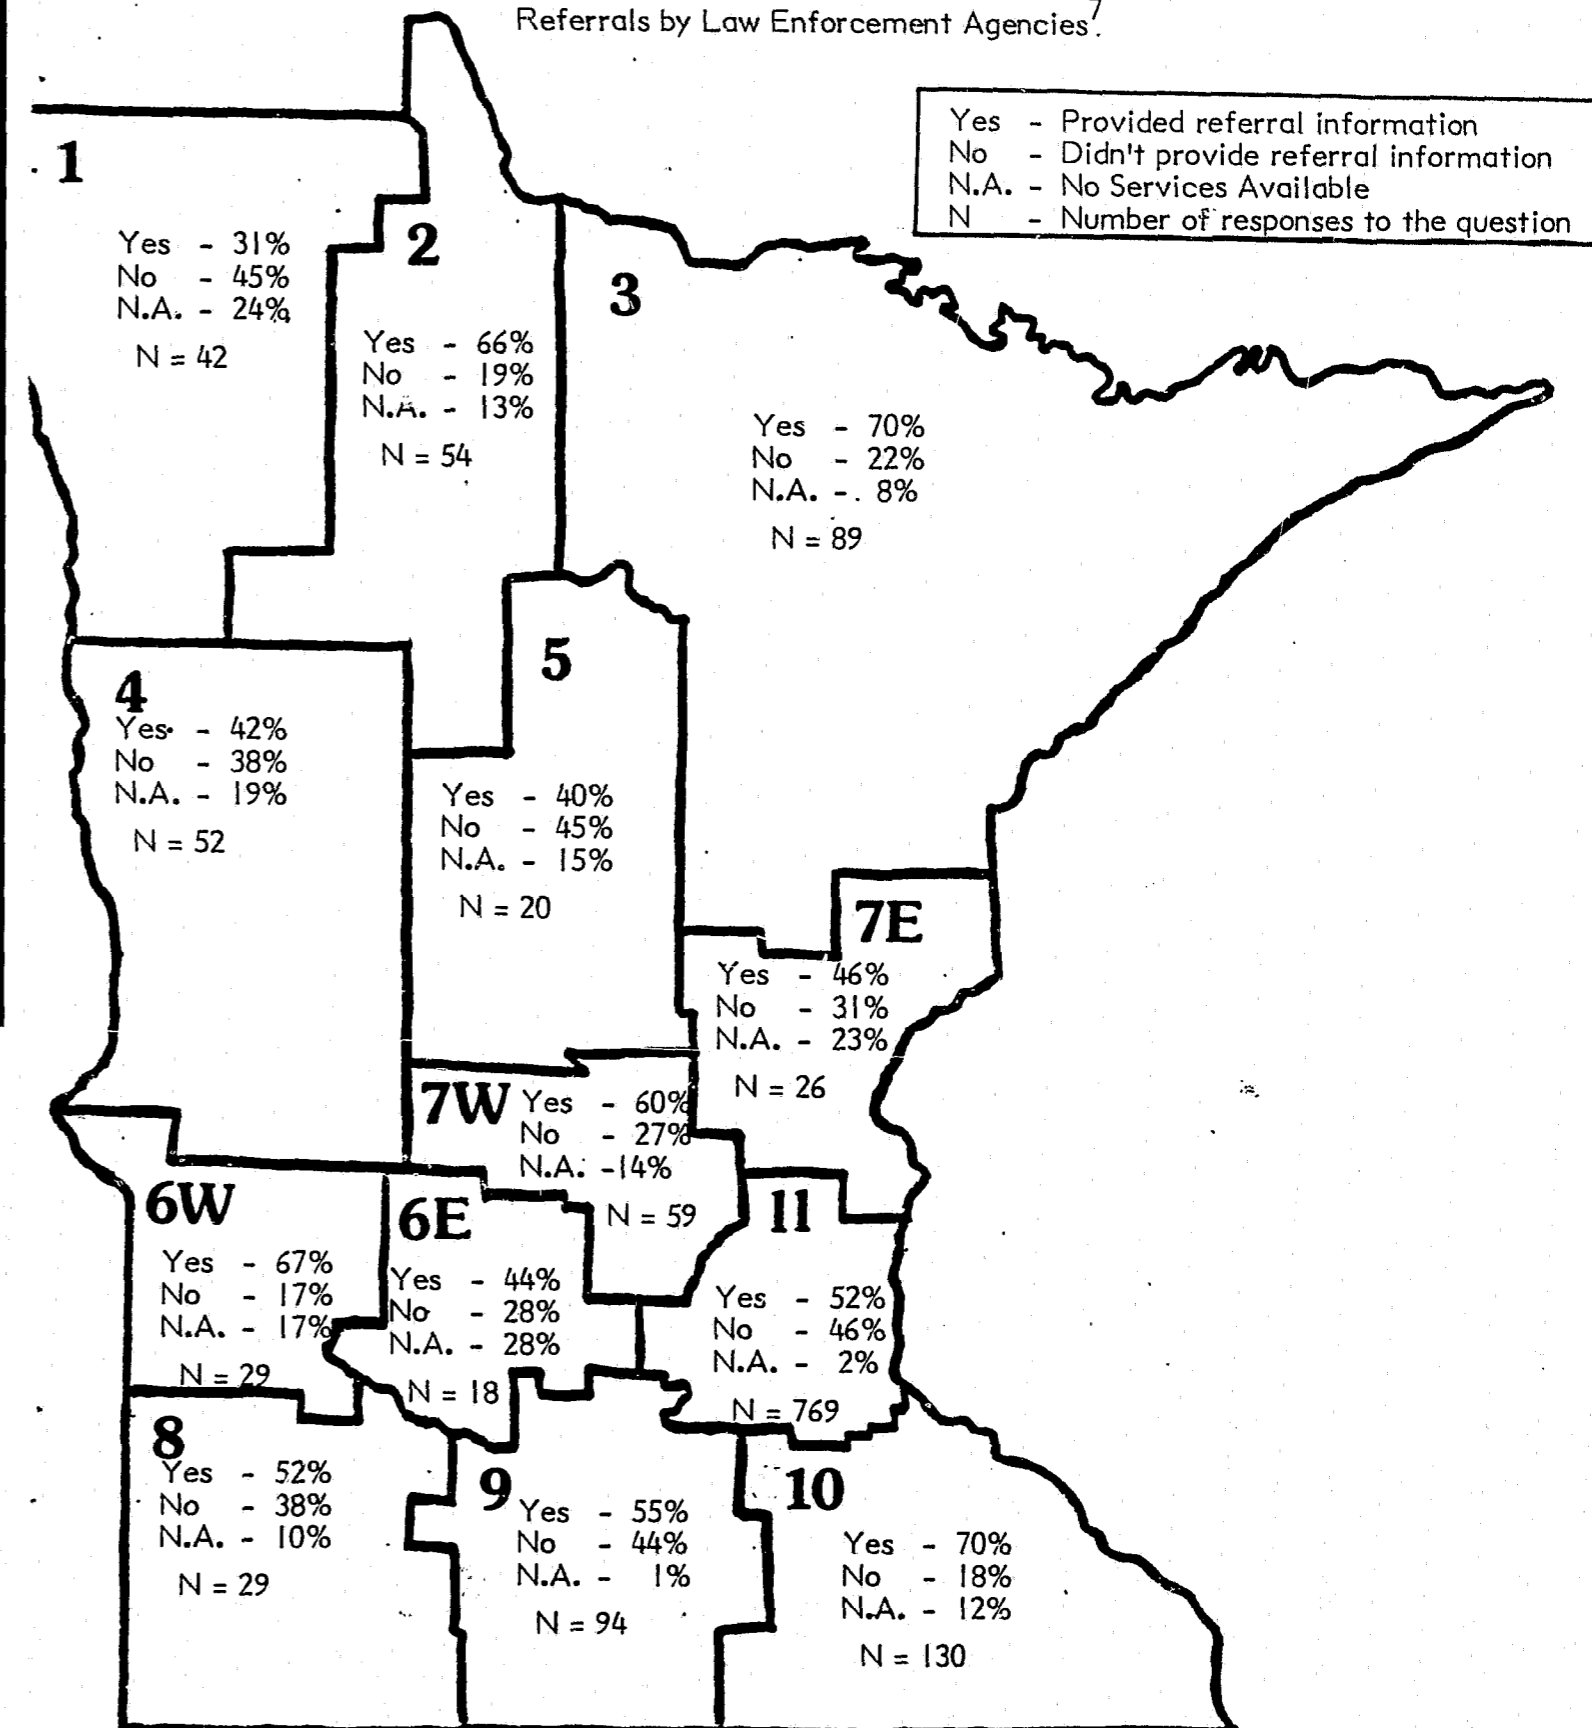 Referrals by Law Enforcement Agencies.7
Yes - Provided referral information
No - Didn't provide referral information
N.A. - No Services Available
N - Number of responses to the question
1
Yes - 31%
No - 45%
N.A. - 24%
N = 42
2
Yes - 66%
No - 19%
N.A. - 13%
N = 54
3
Yes - 70%
No - 22%
N.A. - 8%
N = 89
4
Yes - 42%
No - 38%
N.A. - 19%
N = 52
5
Yes - 40%
No - 45%
N.A. - 15%
N = 20
7E
Yes - 46%
No - 31%
N.A. - 23%
N = 26
7W
Yes - 60%
No - 27%
N.A. -14%
N = 59
6W
Yes - 67%
No - 17%
N.A. - 17%
N = 29
6E
Yes - 44%
No - 28%
N.A. - 28%
N = 18
11
Yes - 52%
No - 46%
N.A. - 2%
N = 769
8
Yes - 52%
No - 38%
N.A. - 10%
N = 29
9
Yes - 55%
No - 44%
N.A. - 1%
N = 94
10
Yes - 70%
No - 18%
N.A. - 12%
N = 130